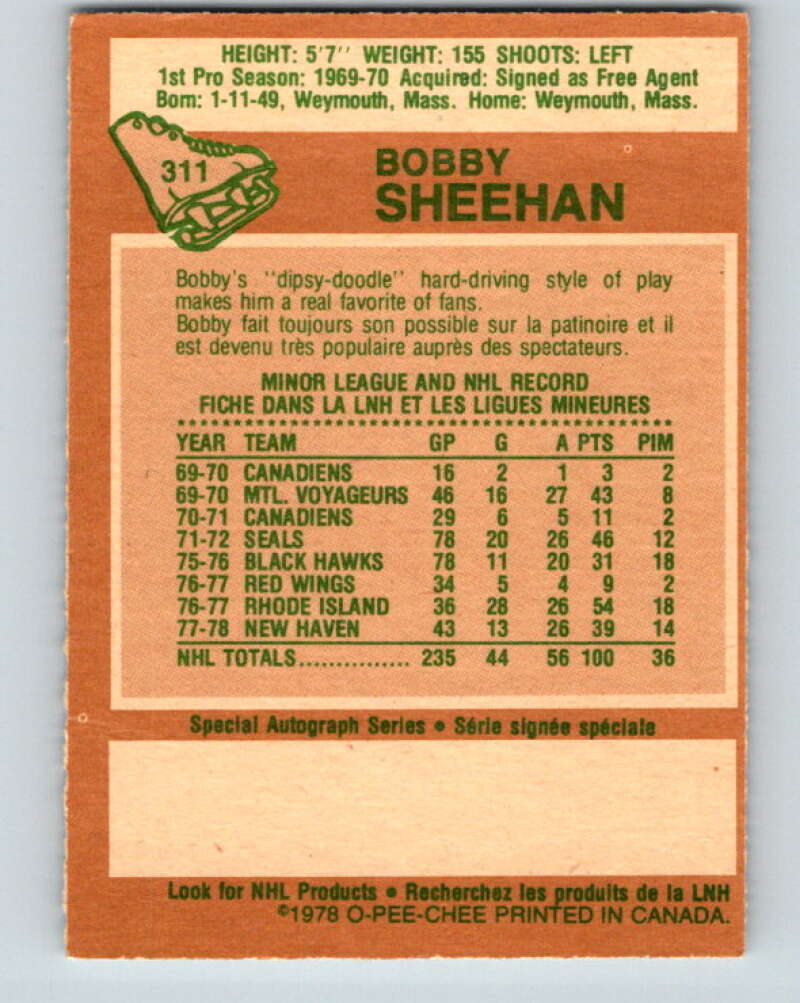 HEIGHT: 5'7'' WEIGHT: 155 SHOOTS: LEFT
1st Pro Season: 1969-70 Acquired: Signed as Free Agent
Born: 1-11-49, Weymouth, Mass. Home: Weymouth, Mass.
311
BOBBY
SHEEHAN
Bobby's ''dipsy-doodle'' hard-driving style of play
makes him a real favorite of fans.
Bobby fait toujours son possible sur la patinoire et il
est devenu très populaire auprès des spectateurs.
MINOR LEAGUE AND NHL RECORD
FICHE DANS LA LNH ET LES LIGUES MINEURES
YEAR TEAM GP G A PTS PIM
69-70 CANADIENS 16 2 1 3 2
69-70 MTL. VOYAGEURS 46 16 27 43 8
70-71 CANADIENS 29 6 5 11 2
71-72 SEALS 78 20 26 46 12
75-76 BLACK HAWKS 78 11 20 31 18
76-77 RED WINGS 34 5 4 9 2
76-77 RHODE ISLAND 36 28 26 54 18
77-78 NEW HAVEN 43 13 26 39 14
NHL TOTALS............... 235 44 56 100 36
Special Autograph Series • Série signée spéciale
Look for NHL Products • Recherchez les produits de la LNH
©1978 O-PEE-CHEE PRINTED IN CANADA.